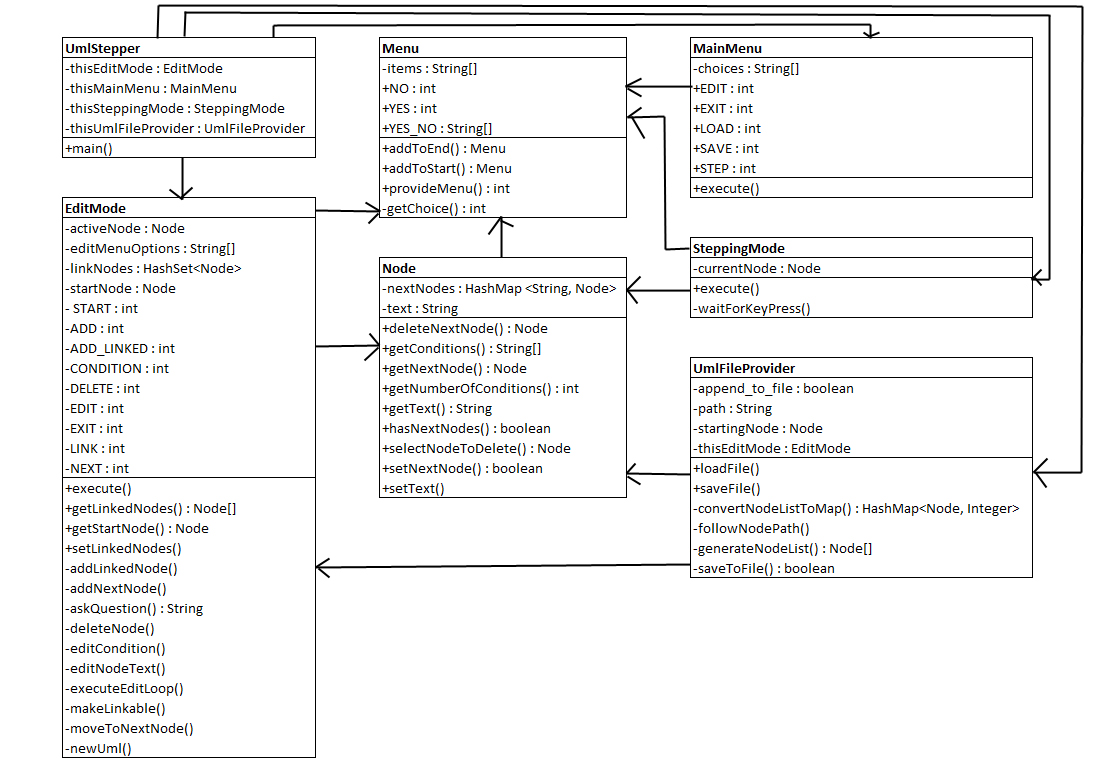 UmlStepper
-thisEditMode : EditMode
-thisMainMenu : MainMenu
-thisSteppingMode : SteppingMode
-thisUmlFileProvider : UmlFileProvider
+main()
Menu
-items : String[]
+NO : int
+YES : int
+YES_NO : String[]
+addToEnd() : Menu
+addToStart() : Menu
+provideMenu() : int
-getChoice() : int
MainMenu
-choices : String[]
+EDIT : int
+EXIT : int
+LOAD : int
+SAVE : int
+STEP : int
+execute()
EditMode
-activeNode : Node
-editMenuOptions : String[]
-linkNodes : HashSet<Node>
-startNode : Node
- START : int
-ADD : int
-ADD_LINKED : int
-CONDITION : int
-DELETE : int
-EDIT : int
-EXIT : int
-LINK : int
-NEXT : int
+execute()
+getLinkedNodes() : Node[]
+getStartNode() : Node
+setLinkedNodes()
-addLinkedNode()
-addNextNode()
-askQuestion() : String
-deleteNode()
-editCondition()
-editNodeText()
-executeEditLoop()
-makeLinkable()
-moveToNextNode()
-newUml()
Node
-nextNodes : HashMap <String, Node>
-text : String
+deleteNextNode() : Node
+getConditions() : String[]
+getNextNode() : Node
+getNumberOfConditions() : int
+getText() : String
+hasNextNodes() : boolean
+selectNodeToDelete() : Node
+setNextNode() : boolean
+setText()
SteppingMode
-currentNode : Node
+execute()
-waitForKeyPress()
UmlFileProvider
-append_to_file : boolean
-path : String
-startingNode : Node
-thisEditMode : EditMode
+loadFile()
+saveFile()
-convertNodeListToMap() : HashMap<Node, Integer>
-followNodePath()
-generateNodeList() : Node[]
-saveToFile() : boolean